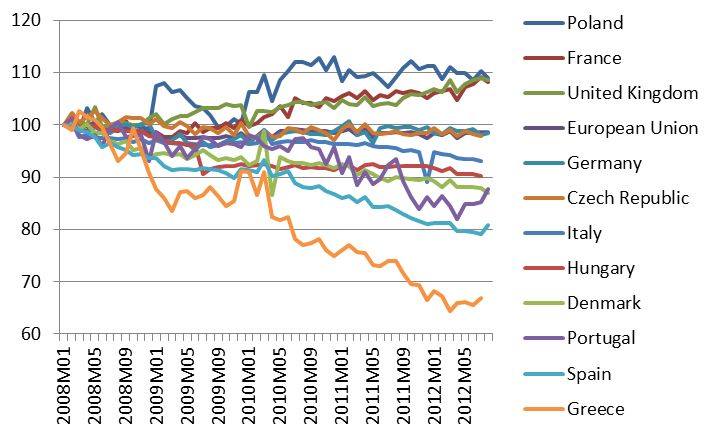 120
110
100
90
80
70
60
2008M01
2008M05
2008M09
2009M01
2009M05
2009M09
2010M01
2010M05
2010M09
2011M01
2011M05
2011M09
2012M01
2012M05
Poland
France
United Kingdom
European Union
Germany
Czech Republic
Italy
Hungary
Denmark
Portugal
Spain
Greece